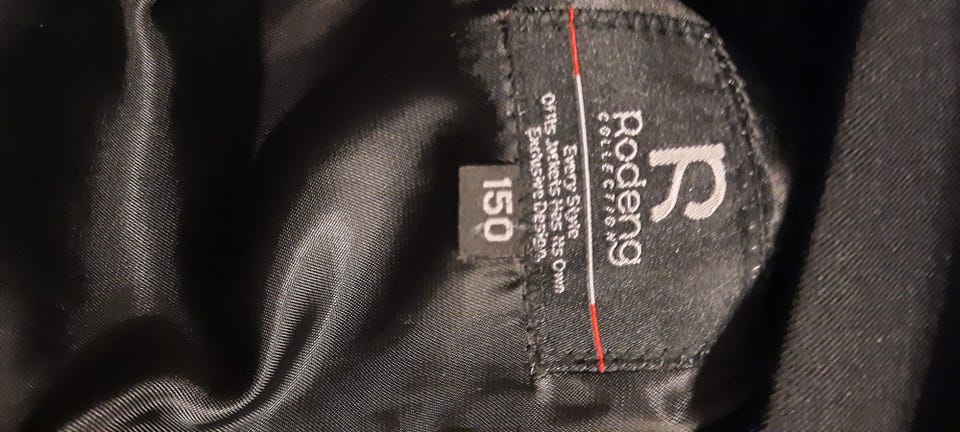 R
Rodeng
COLLECTION
Every Style
Of Its Jackets Has Its Own
Exclusive Design.
150